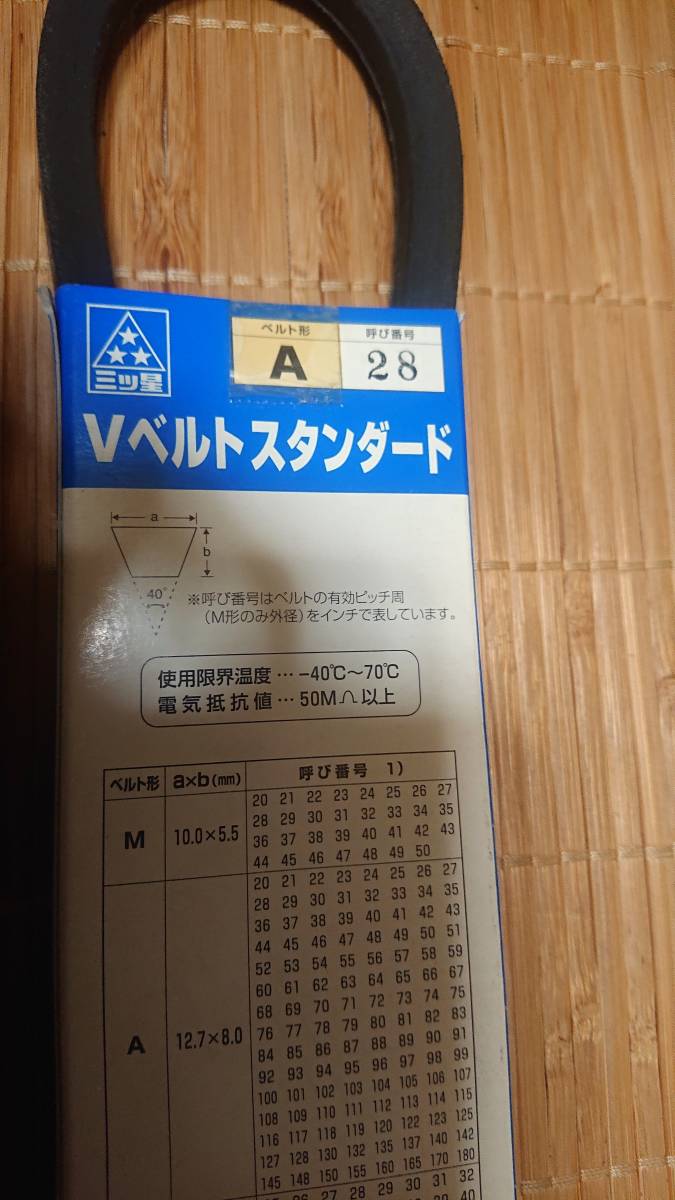 三ツ星
ベルト形 呼び番号
A 28
Vベルトスタンダード
a
b
40°
※呼び番号はベルトの有効ピッチ周
(M形のみ外径)をインチで表しています。
使用限界温度…-40℃~70℃
電気抵抗値…50MΩ以上
ベルト形 a×b(mm) 呼び番号 1)
M 10.0×5.5
20 21 22 23 24 25 26 27
28 29 30 31 32 33 34 35
36 37 38 39 40 41 42 43
44 45 46 47 48 49 50
A 12.7×8.0
20 21 22 23 24 25 26 27
28 29 30 31 32 33 34 35
36 37 38 39 40 41 42 43
44 45 46 47 48 49 50 51
52 53 54 55 56 57 58 59
60 61 62 63 64 65 66 67
68 69 70 71 72 73 74 75
76 77 78 79 80 81 82 83
84 85 86 87 88 89 90 91
92 93 94 95 96 97 98 99
100 101 102 103 104 105 106 107
108 109 110 111 112 113 114 115
116 117 118 119 120 122 123 125
127 128 130 132 135 137 140 142
145 148 150 155 160 165 170 180
26 27 28 29 30 31 32
40